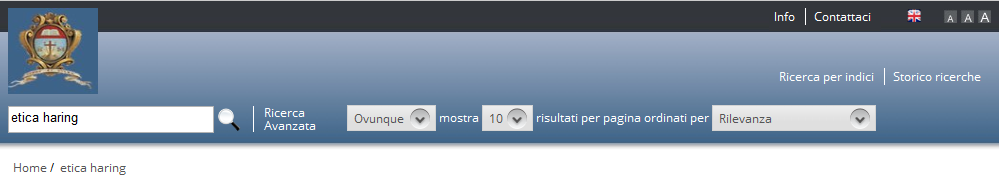 Info Contattaci A A A
Ricerca per indici Storico ricerche
etica haring Ricerca Avanzata Ovunque mostra 10 risultati per pagina ordinati per Rilevanza
Home / etica haring